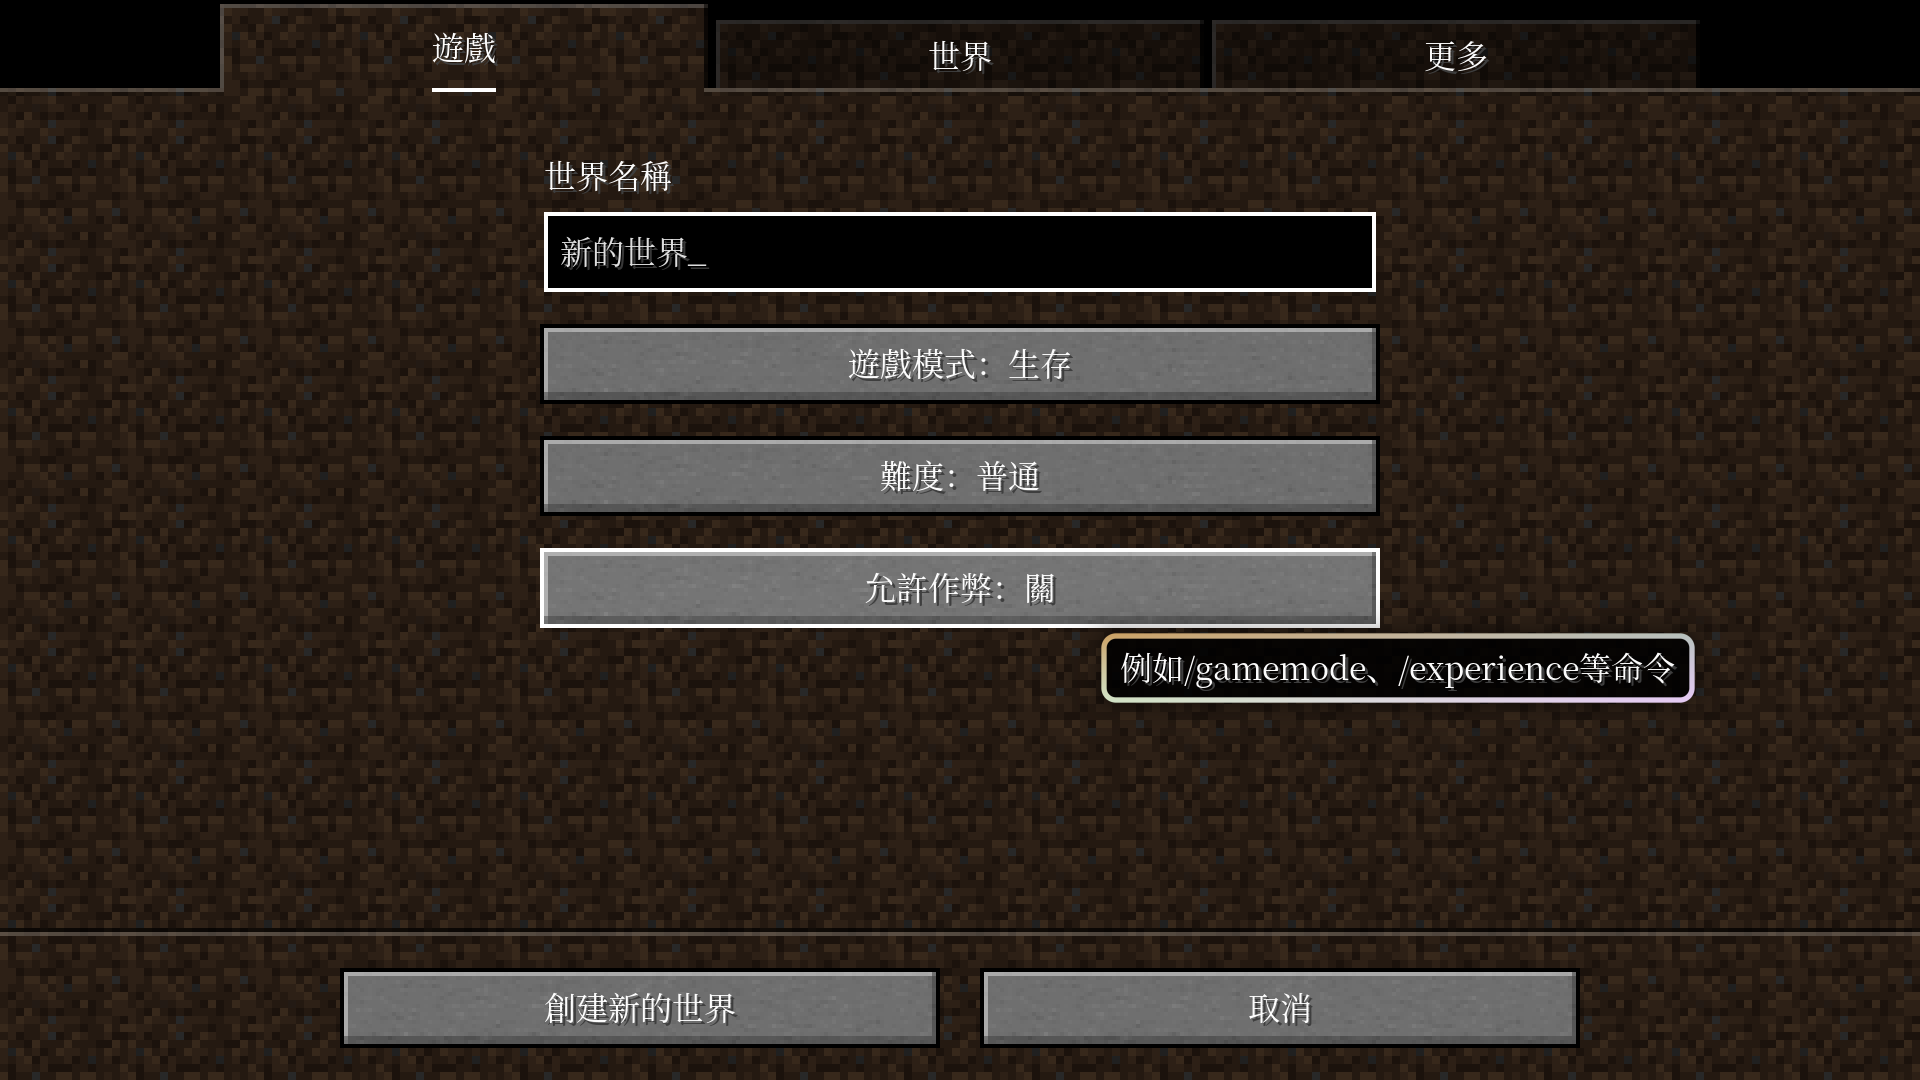 遊戲
世界
更多
世界名稱
新的世界_
遊戲模式：生存
難度：普通
允許作弊：關
例如/gamemode、/experience等命令
創建新的世界
取消